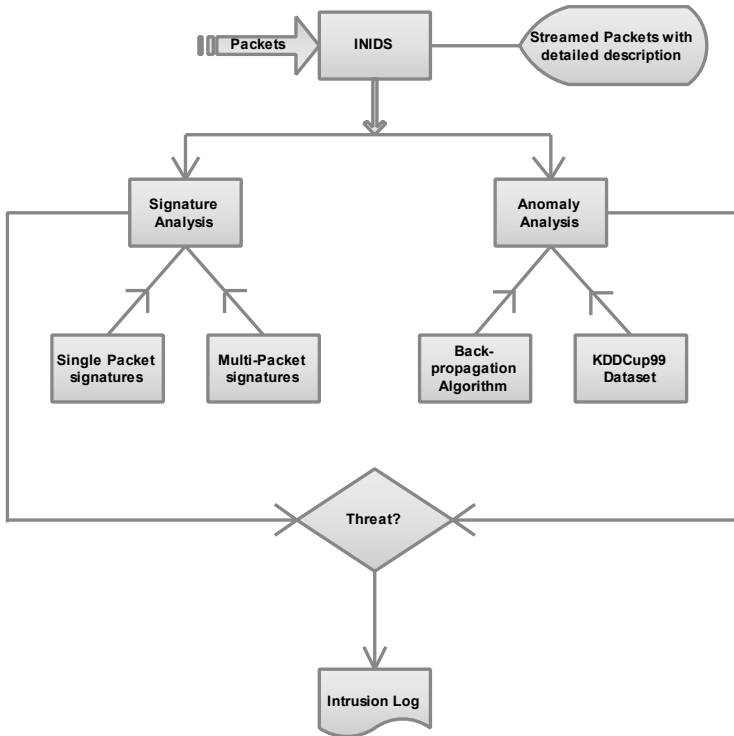 Packets
INIDS
Streamed Packets with
detailed description
Signature
Analysis
Anomaly
Analysis
Single Packet
signatures
Multi-Packet
signatures
Back-
propagation
Algorithm
KDDCup99
Dataset
Threat?
Intrusion Log